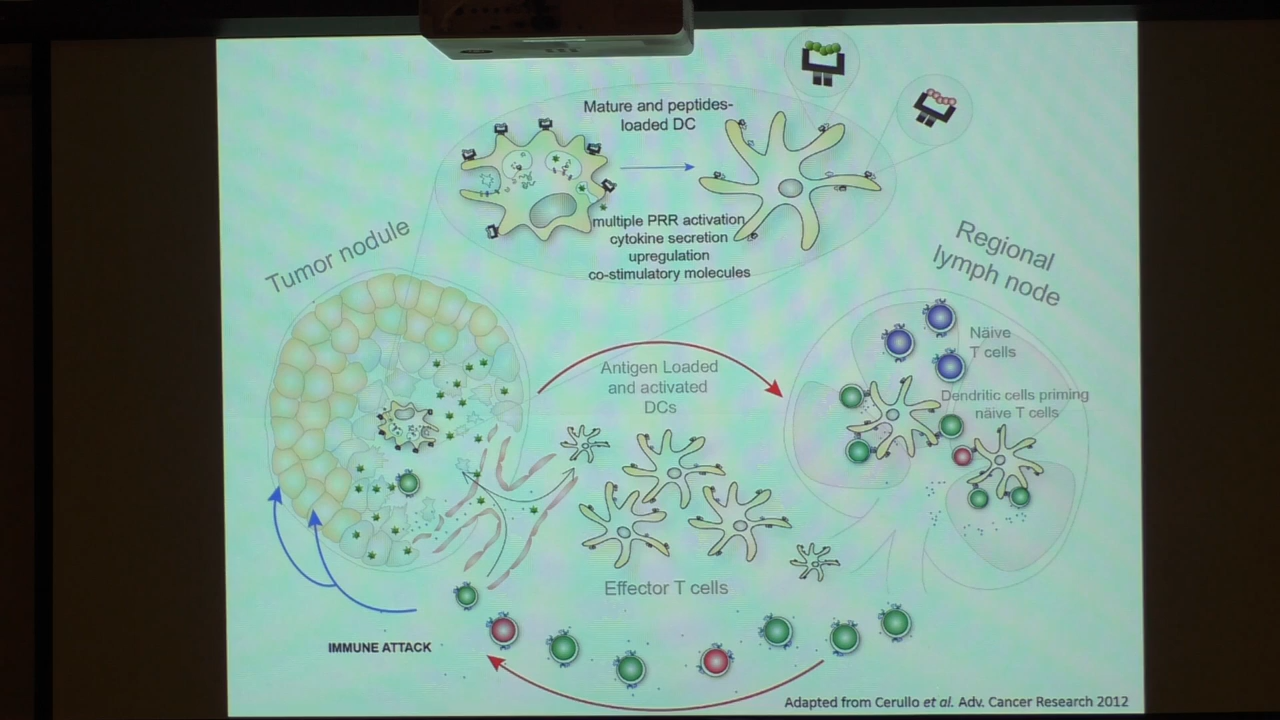 Mature and peptides-
loaded DC
multiple PRR activation
cytokine secretion
upregulation
co-stimulatory molecules
Tumor nodule
Regional
lymph node
Näive
T cells
Antigen Loaded
and activated
DCs
Dendritic cells priming
näive T cells
Effector T cells
IMMUNE ATTACK
Adapted from Cerullo et al. Adv. Cancer Research 2012